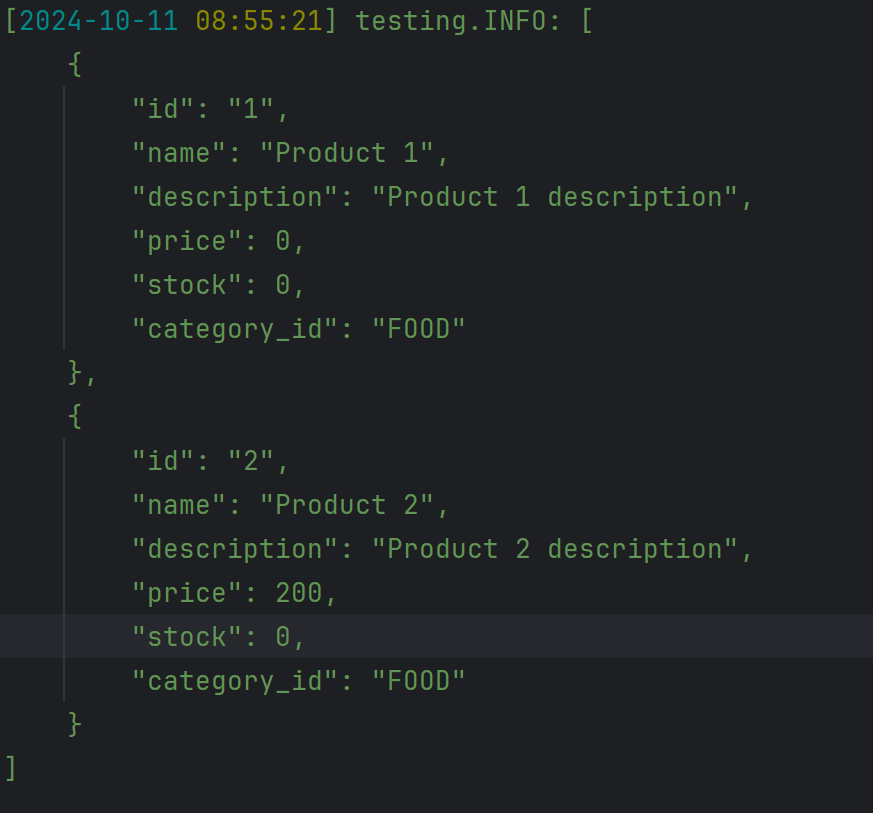 [2024-10-11 08:55:21] testing.INFO: [
    {
        "id": "1",
        "name": "Product 1",
        "description": "Product 1 description",
        "price": 0,
        "stock": 0,
        "category_id": "FOOD"
    },
    {
        "id": "2",
        "name": "Product 2",
        "description": "Product 2 description",
        "price": 200,
        "stock": 0,
        "category_id": "FOOD"
    }
]